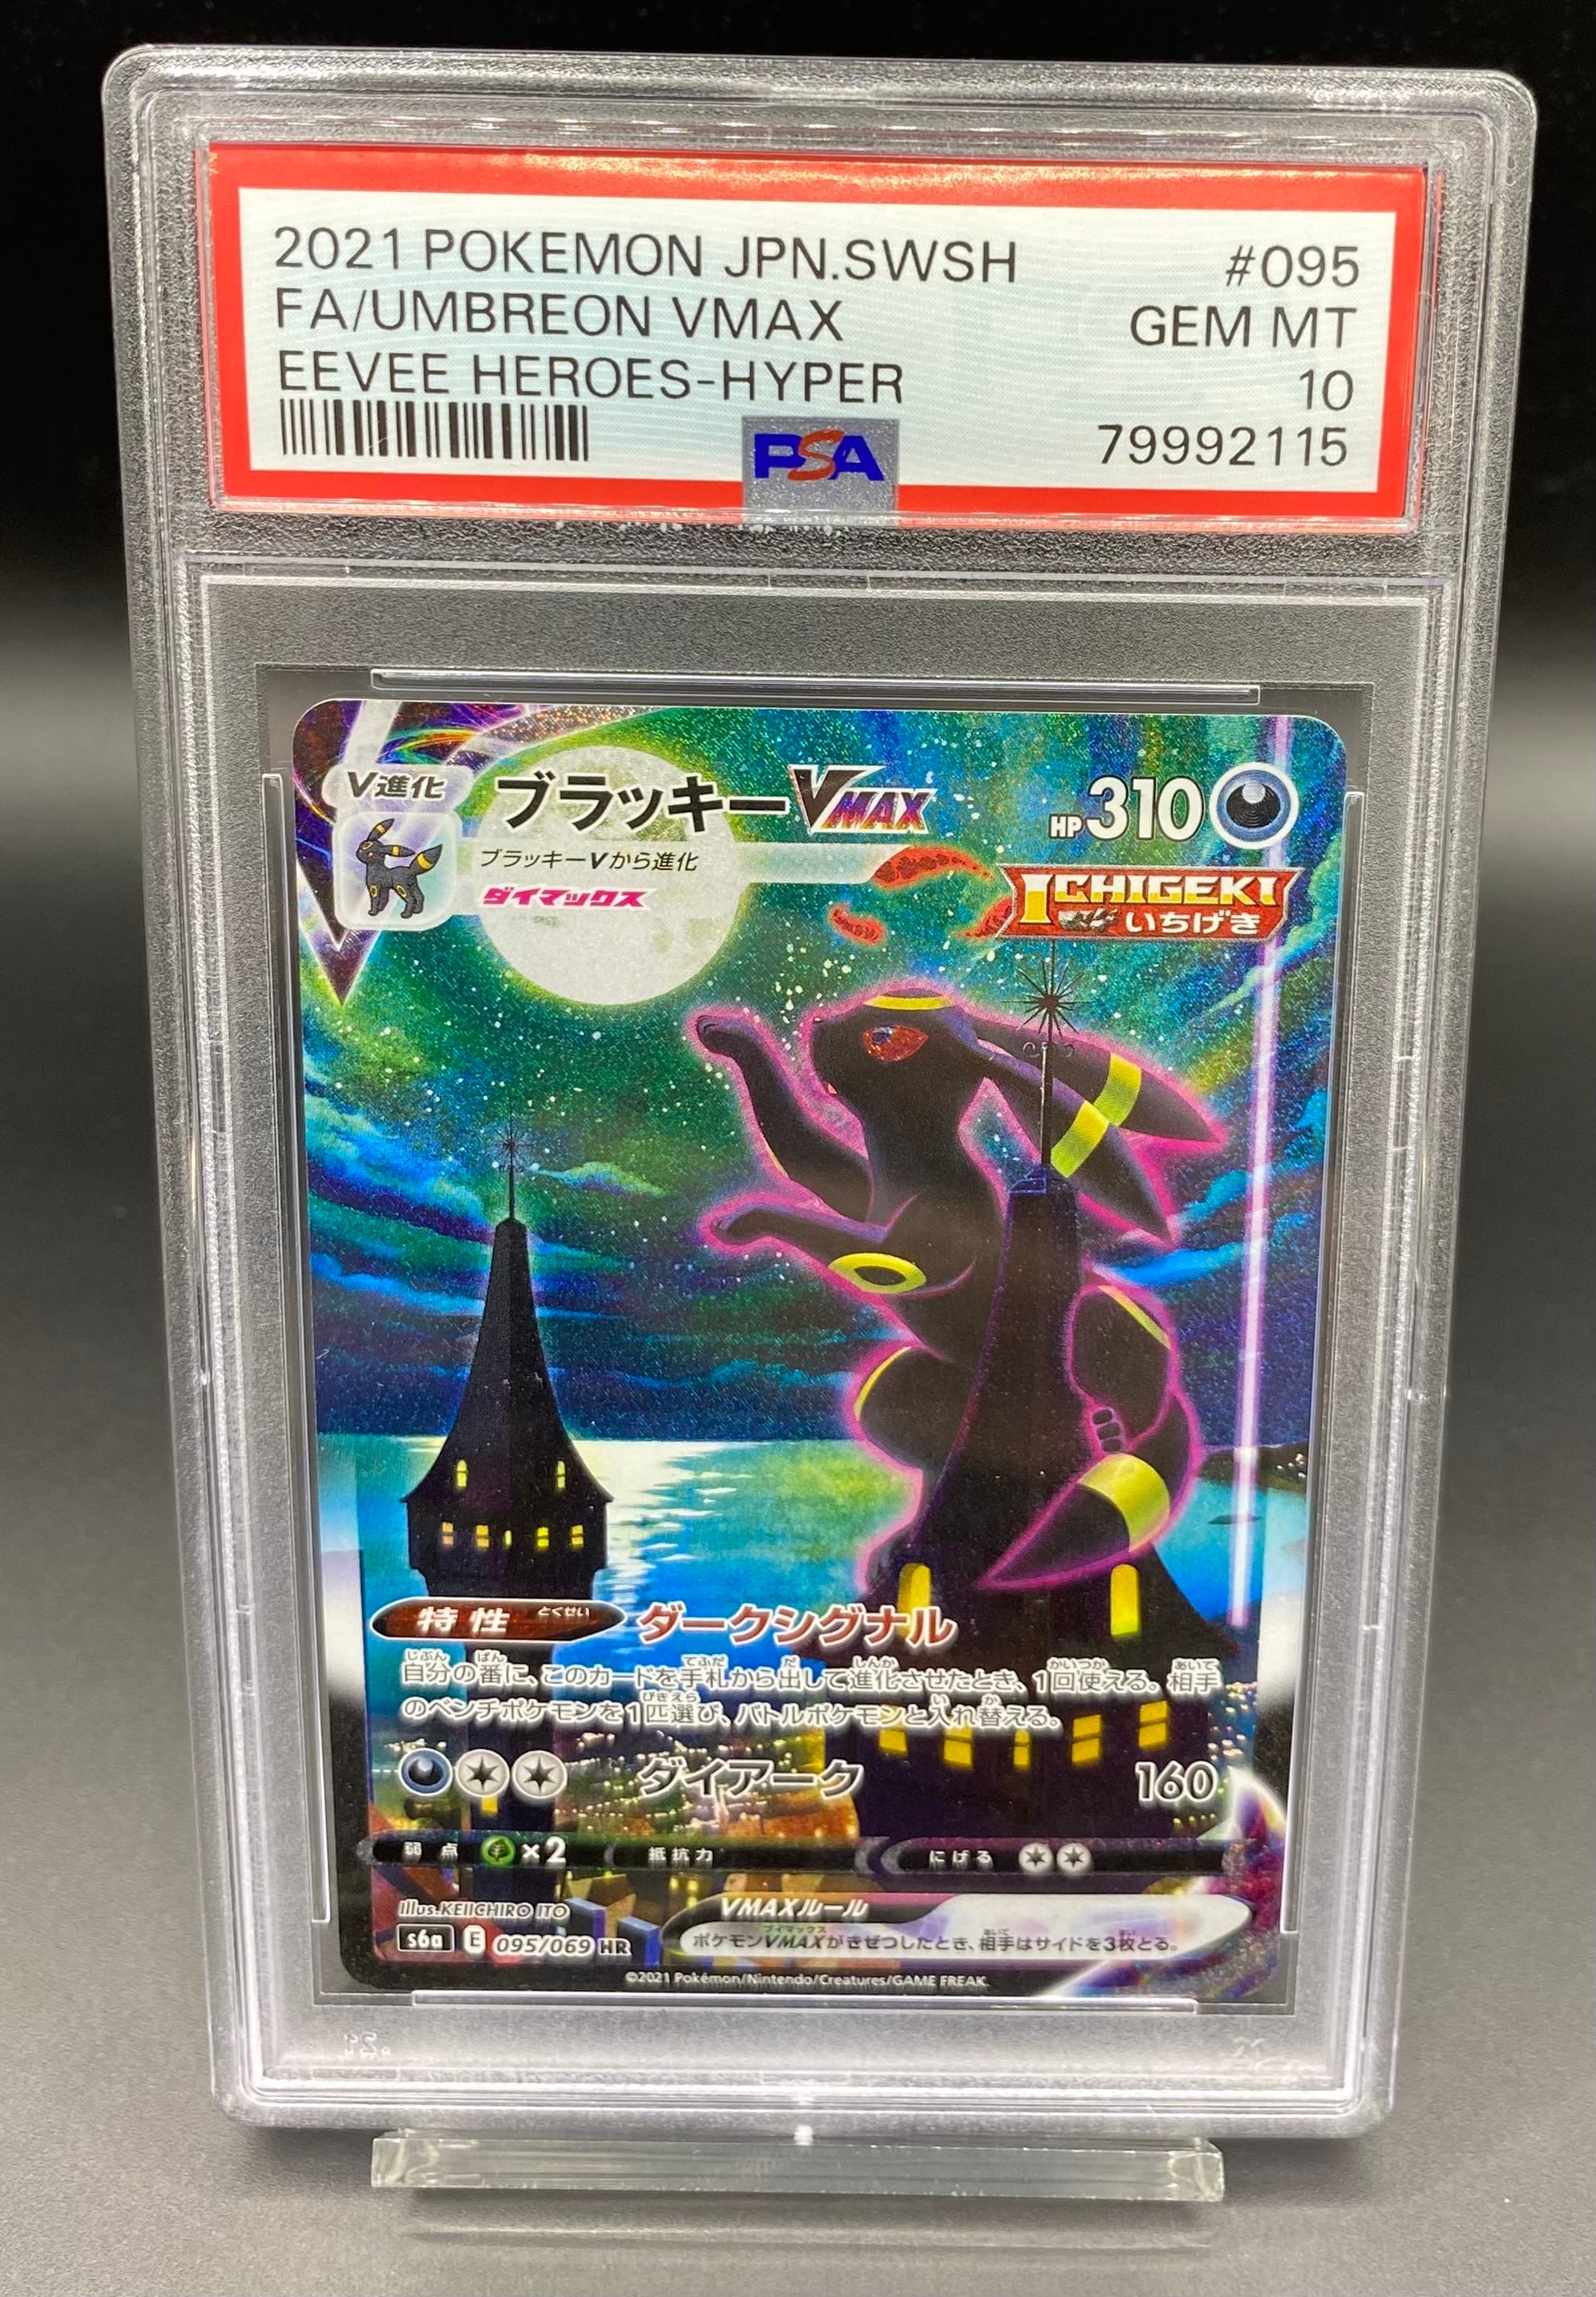 2021 POKEMON JPN.SWSH #095
FA/UMBREON VMAX GEM MT
EEVEE HEROES-HYPER 10
PSA 79992115
V進化 ブラッキーVMAX HP310
ブラッキーVから進化
ダイマックス
ICHIGEKI
いちげき
特性 とくせい ダークシグナル
自分の番に、このカードを手札から出して進化させたとき、1回使える。相手
のベンチポケモンを1匹選び、バトルポケモンと入れ替える。
ダイアーク 160
弱点 ×2 抵抗力 にげる
illus.KEIICHIRO ITO VMAXルール
s6a E 095/069 HR ポケモンVMAXがきぜつしたとき、相手はサイドを3枚とる。
©2021 Pokémon/Nintendo/Creatures/GAME FREAK